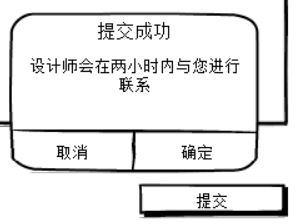 提交成功
设计师会在两小时内与您进行
联系
取消
确定
提交